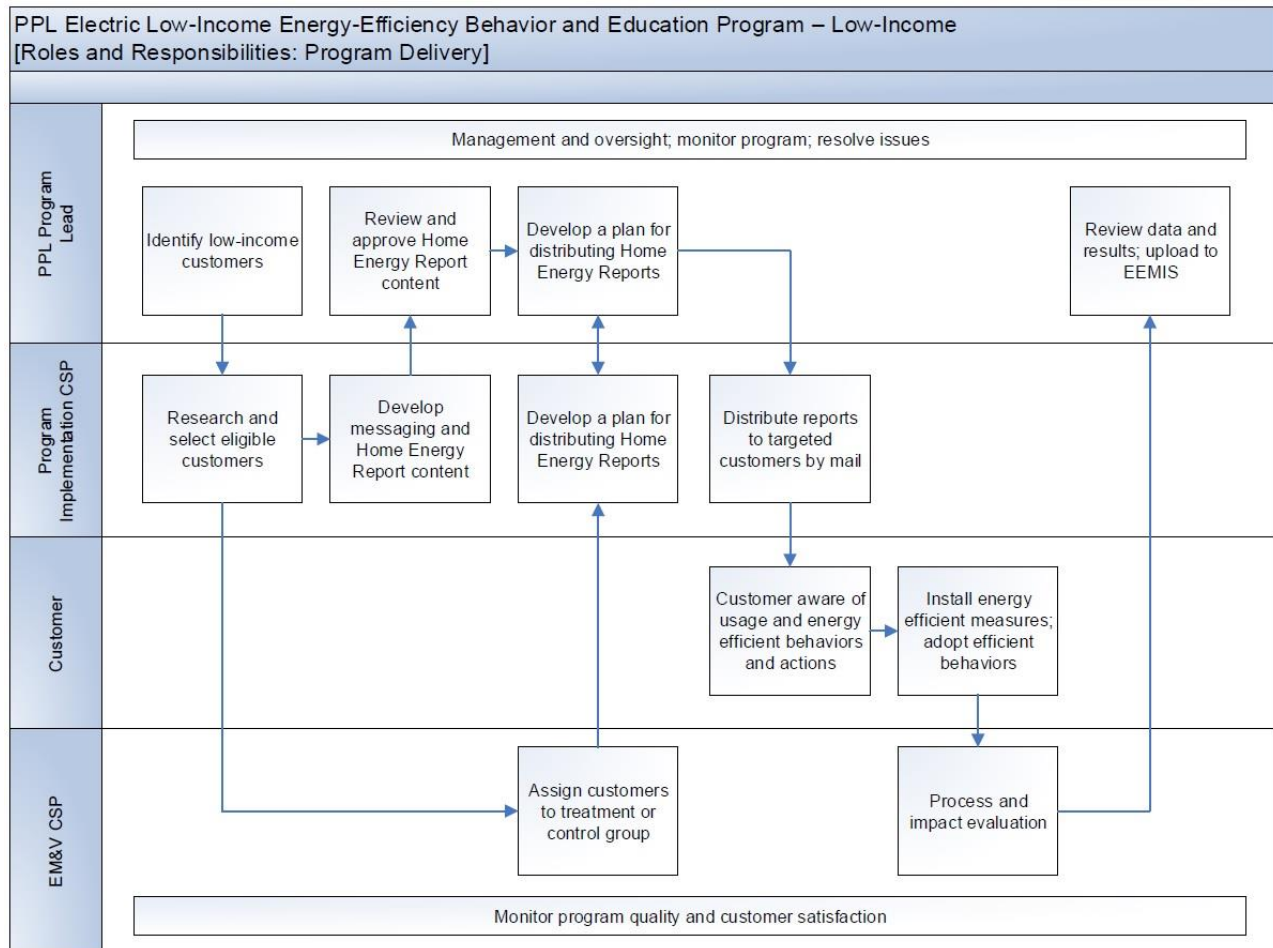 PPL Electric Low-Income Energy-Efficiency Behavior and Education Program – Low-Income
[Roles and Responsibilities: Program Delivery]
PPL Program
Lead
Management and oversight; monitor program; resolve issues
Identify low-income
customers
Review and
approve Home
Energy Report
content
Develop a plan for
distributing Home
Energy Reports
Review data and
results; upload to
EEMIS
Program
Implementation CSP
Research and
select eligible
customers
Develop
messaging and
Home Energy
Report content
Develop a plan for
distributing Home
Energy Reports
Distribute reports
to targeted
customers by mail
Customer
Customer aware of
usage and energy
efficient behaviors
and actions
Install energy
efficient measures;
adopt efficient
behaviors
EM&V CSP
Assign customers
to treatment or
control group
Process and
impact evaluation
Monitor program quality and customer satisfaction